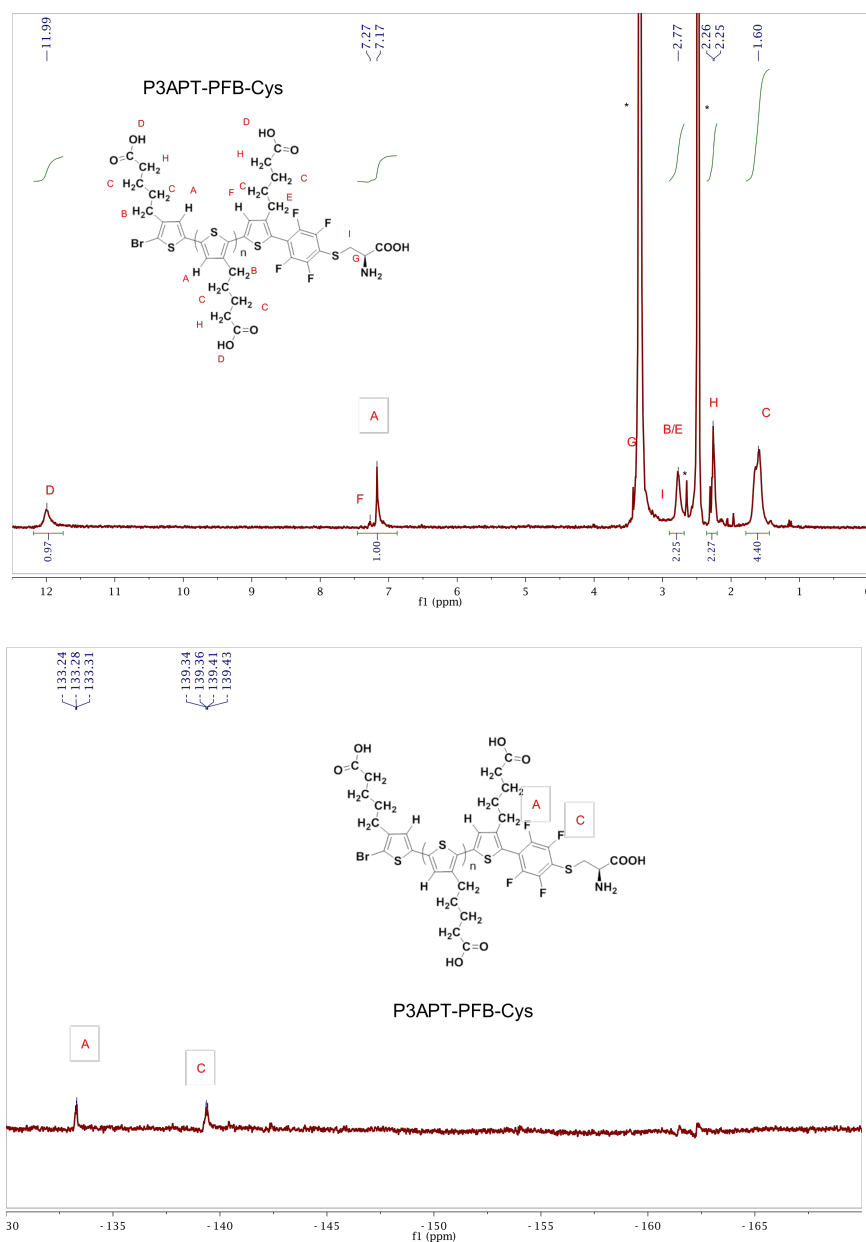 11.99
7.27
7.17
2.77
2.26
2.25
1.60
P3APT-PFB-Cys
*
*
D
OH
O
C
CH2
H
C
H2C
CH2
C
A
B
H2C
H
Br
S
D
HO
C=O
H
H2C
CH2
C
C
H2C
F
CH2
E
H
S
n
F
F
F
F
I
S
G
COOH
NH2
A
H
S
CH2
B
C
H2C
CH2
C
H
H2C
C=O
HO
D
A
D
F
G
I
B/E
*
H
C
0.97
1.00
2.25
2.27
4.40
12
11
10
9
8
7
6
5
4
3
2
1
0
f1 (ppm)
-133.24
-133.28
-133.31
-139.34
-139.36
-139.41
-139.43
OH
O
C
CH2
H2C
CH2
H2C
H
Br
S
HO
C=O
H2C
CH2
H2C
CH2
H
S
n
A
C
F
F
F
F
S
COOH
NH2
S
H
CH2
H2C
CH2
H2C
C=O
HO
P3APT-PFB-Cys
A
C
30
-135
-140
-145
-150
-155
-160
-165
f1 (ppm)